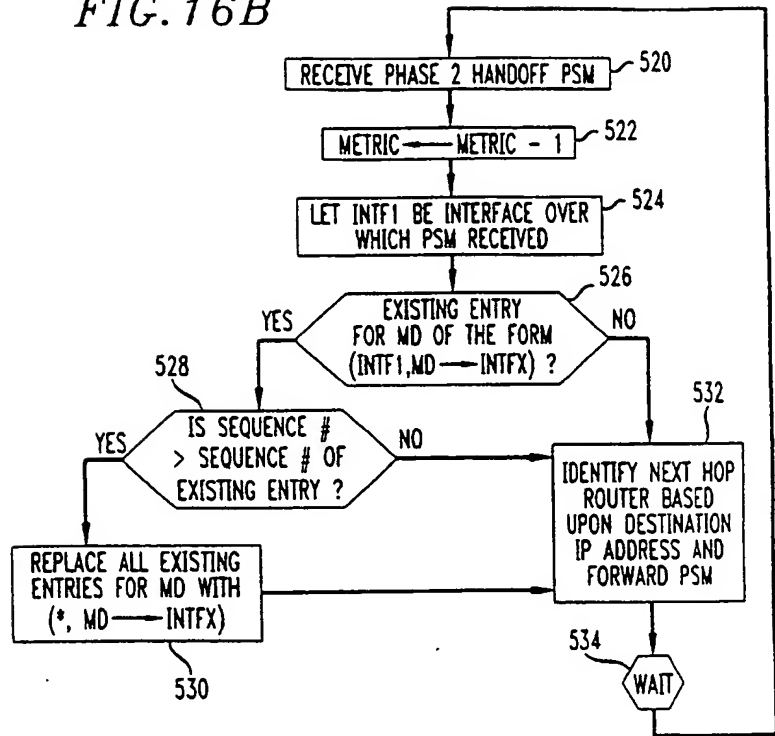 FIG. 16B
RECEIVE PHASE 2 HANDOFF PSM
520
METRIC ← METRIC - 1
522
LET INTF1 BE INTERFACE OVER
WHICH PSM RECEIVED
524
EXISTING ENTRY
FOR MD OF THE FORM
(INTF1,MD → INTFX) ?
526
YES
NO
528
IS SEQUENCE #
> SEQUENCE # OF
EXISTING ENTRY ?
YES
NO
532
IDENTIFY NEXT HOP
ROUTER BASED
UPON DESTINATION
IP ADDRESS AND
FORWARD PSM
REPLACE ALL EXISTING
ENTRIES FOR MD WITH
(*, MD → INTFX)
530
534
WAIT